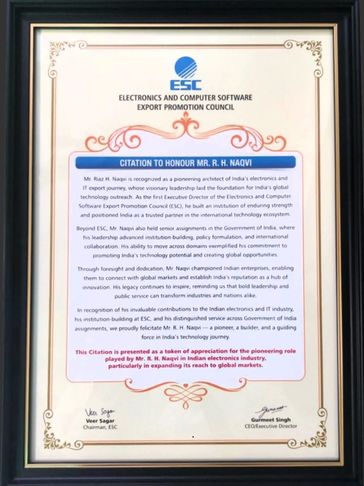 ESC
ELECTRONICS AND COMPUTER SOFTWARE
EXPORT PROMOTION COUNCIL
CITATION TO HONOUR MR. R. H. NAQVI
Mr. Riaz H. Naqvi is recognized as a pioneering architect of India's electronics and
IT export journey, whose visionary leadership laid the foundation for India's global
technology outreach. As the first Executive Director of the Electronics and Computer
Software Export Promotion Council (ESC), he built an institution of enduring strength
and positioned India as a trusted partner in the international technology ecosystem.
Beyond ESC, Mr. Naqvi also held senior assignments in the Government of India, where
his leadership advanced institution-building, policy formulation, and international
collaboration. His ability to move across domains exemplified his commitment to
promoting India's technology potential and creating global opportunities.
Through foresight and dedication, Mr. Naqvi championed Indian enterprises, enabling
them to connect with global markets and establish India's reputation as a hub of
innovation. His legacy continues to inspire, reminding us that bold leadership and
public service can transform industries and nations alike.
In recognition of his invaluable contributions to the Indian electronics and IT industry,
his institution-building at ESC, and his distinguished service across Government of India
assignments, we proudly felicitate Mr. R. H. Naqvi — a pioneer, a builder, and a guiding
force in India's technology journey.
This Citation is presented as a token of appreciation for the pioneering role
played by Mr. R. H. Naqvi in Indian electronics industry,
particularly in expanding its reach to global markets.
Veer Sagar
Veer Sagar
Chairman, ESC
Gurmeet Singh
CEO/Executive Director